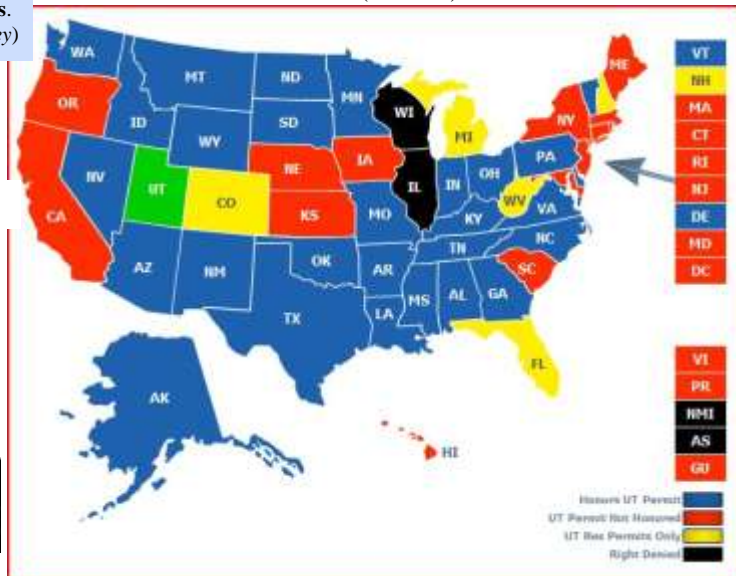 s.
y)
WA
MT
ND
MN
OR
ID
SD
WI
MI
ME
NY
WY
NE
IA
PA
NV
UT
CO
IL
IN
OH
WV
VA
CA
KS
MO
KY
NC
TN
AZ
NM
OK
AR
SC
MS
AL
GA
TX
LA
FL
AK
HI
VT
NH
MA
CT
RI
NJ
DE
MD
DC
VI
PR
NMI
AS
GU
Honors UT Permit
UT Permit Not Honored
UT Res Permits Only
Right Denied